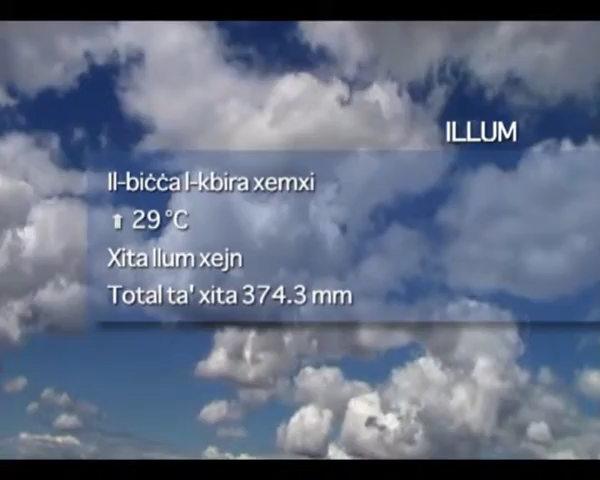 ILLUM
Il-biċċa l-kbira xemxi
⬆ 29 °C
Xita llum xejn
Total ta' xita 374.3 mm